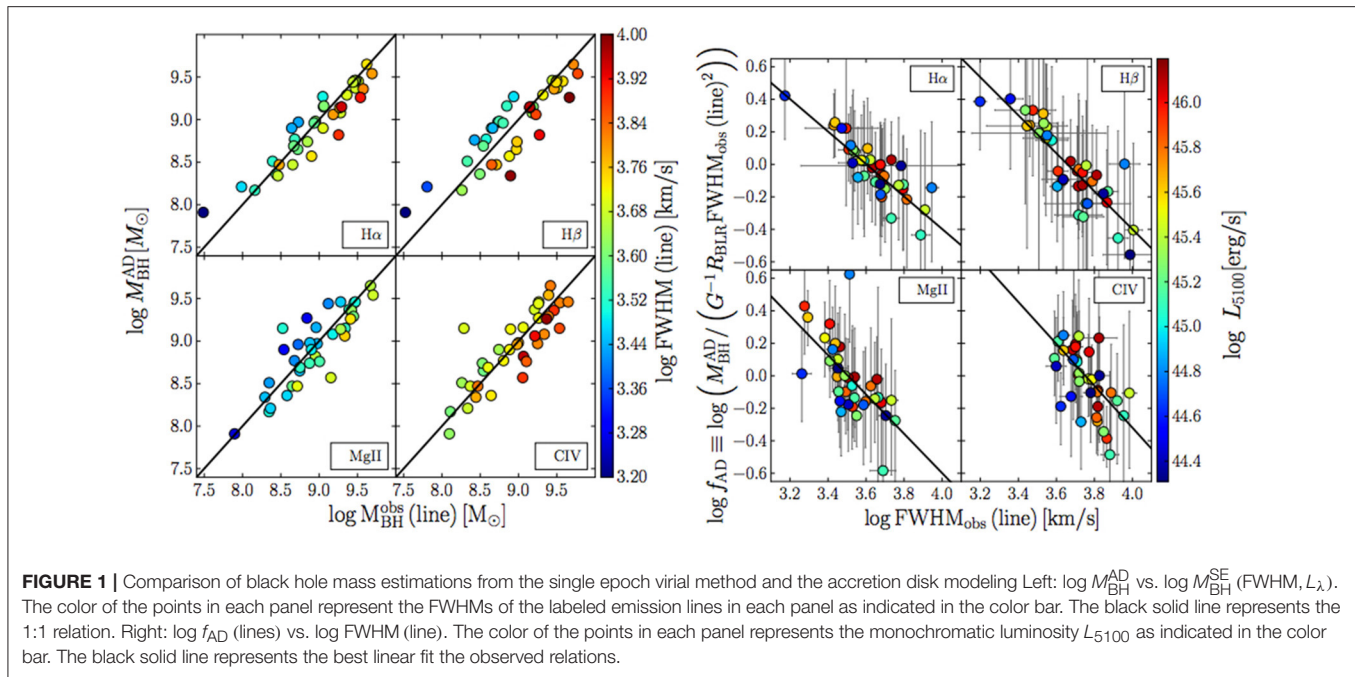 9.5
9.0
8.5
8.0
7.5
Hα
Hβ
9.5
9.0
8.5
8.0
7.5
MgII
CIV
7.5 8.0 8.5 9.0 9.5 7.5 8.0 8.5 9.0 9.5
log M_BH^AD [M⊙]
log M_BH^obs (line) [M⊙]
4.00
3.92
3.84
3.76
3.68
3.60
3.52
3.44
3.36
3.28
3.20
log FWHM (line) [km/s]
log f_AD ≡ log ( M_BH^AD / ( G^-1 R_BLR FWHM_obs (line)^2 ) )
0.6
0.4
0.2
0.0
−0.2
−0.4
−0.6
Hα
Hβ
0.6
0.4
0.2
0.0
−0.2
−0.4
−0.6
MgII
CIV
3.2 3.4 3.6 3.8 4.0 3.2 3.4 3.6 3.8 4.0
log FWHM_obs (line) [km/s]
46.0
45.8
45.6
45.4
45.2
45.0
44.8
44.6
44.4
log L_5100 [erg/s]
FIGURE 1 | Comparison of black hole mass estimations from the single epoch virial method and the accretion disk modeling Left: log M_BH^AD vs. log M_BH^SE (FWHM, L_λ).
The color of the points in each panel represent the FWHMs of the labeled emission lines in each panel as indicated in the color bar. The black solid line represents the
1:1 relation. Right: log f_AD (lines) vs. log FWHM (line). The color of the points in each panel represents the monochromatic luminosity L_5100 as indicated in the color
bar. The black solid line represents the best linear fit the observed relations.